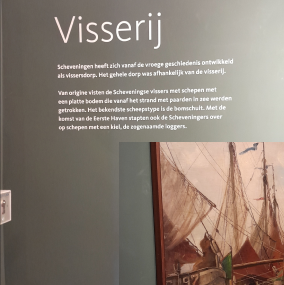 Visserij
Scheveningen heeft zich vanaf de vroege geschiedenis ontwikkeld
als vissersdorp. Het gehele dorp was afhankelijk van de visserij.
Van origine visten de Scheveningse vissers met schepen met
een platte bodem die vanaf het strand met paarden in zee werden
getrokken. Het bekendste scheepstype is de bomschuit. Met de
komst van de Eerste Haven stapten ook de Scheveningers over
op schepen met een kiel, de zogenaamde loggers.